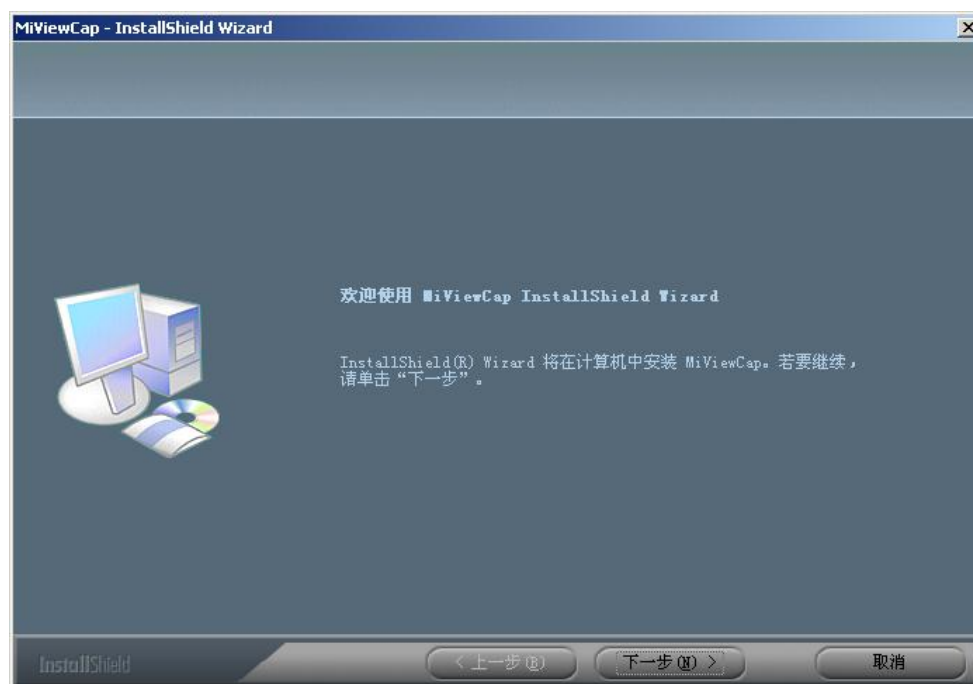 MiViewCap - InstallShield Wizard
欢迎使用 MiViewCap InstallShield Wizard
InstallShield(R) Wizard 将在计算机中安装 MiViewCap。若要继续，
请单击“下一步”。
InstallShield
< 上一步(B)
下一步(N) >
取消